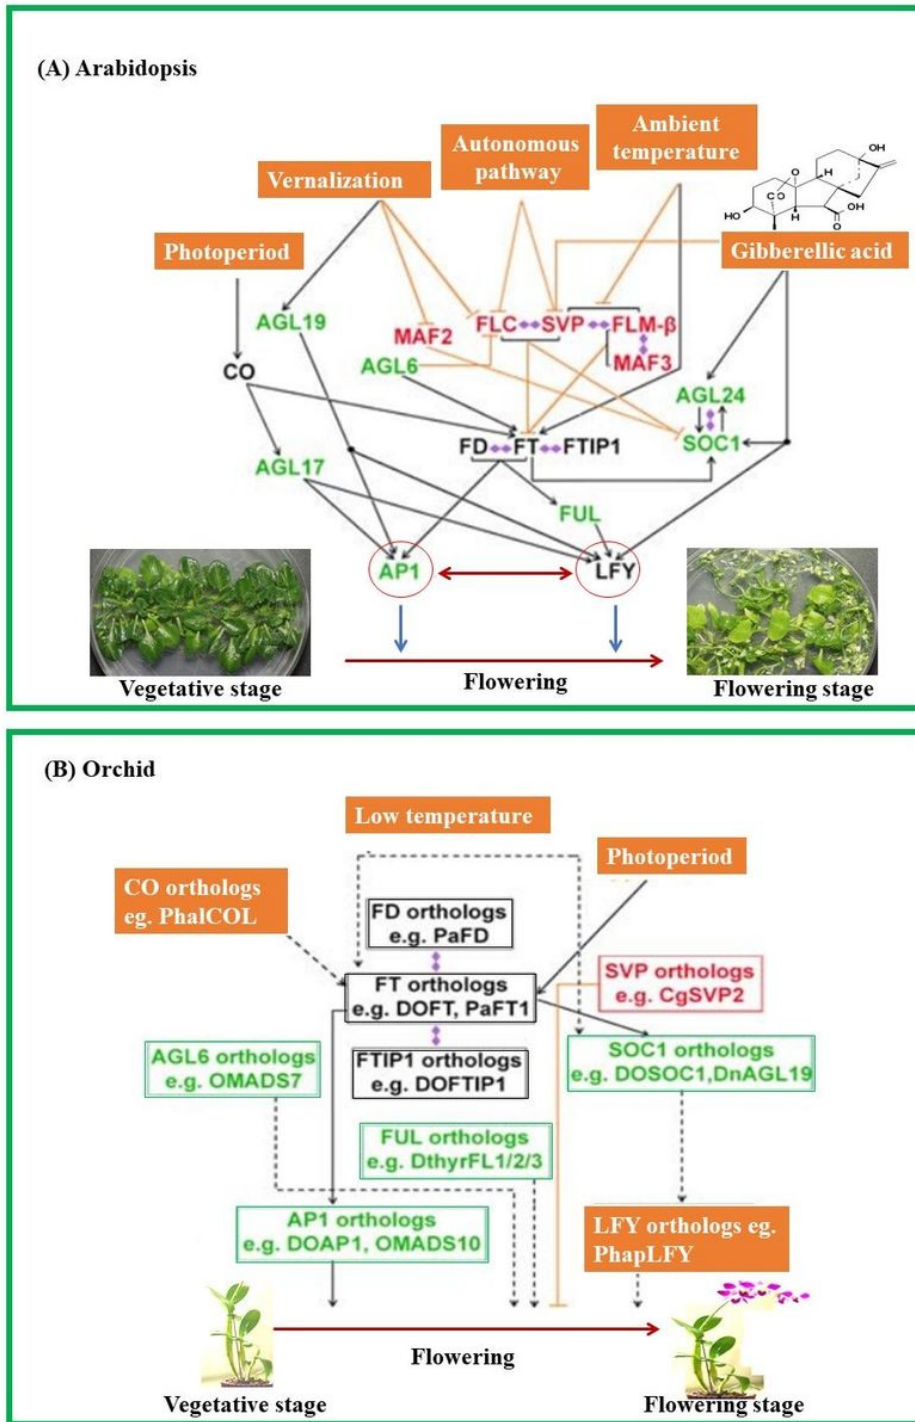 (A) Arabidopsis
Ambient
temperature
Autonomous
pathway
Vernalization
OH
O
CO
O
H
H
HO
OH
O
Photoperiod
Gibberellic acid
AGL19
FLC SVP FLM-β
MAF2
MAF3
AGL6
CO
AGL24
FD FT FTIP1
SOC1
AGL17
FUL
AP1
LFY
Vegetative stage
Flowering
Flowering stage
(B) Orchid
Low temperature
Photoperiod
CO orthologs
eg. PhalCOL
FD orthologs
e.g. PaFD
SVP orthologs
e.g. CgSVP2
FT orthologs
e.g. DOFT, PaFT1
AGL6 orthologs
e.g. OMADS7
FTIP1 orthologs
e.g. DOFTIP1
SOC1 orthologs
e.g. DOSOC1,DnAGL19
FUL orthologs
e.g. DthyrFL1/2/3
AP1 orthologs
e.g. DOAP1, OMADS10
LFY orthologs eg.
PhapLFY
Flowering
Vegetative stage
Flowering stage